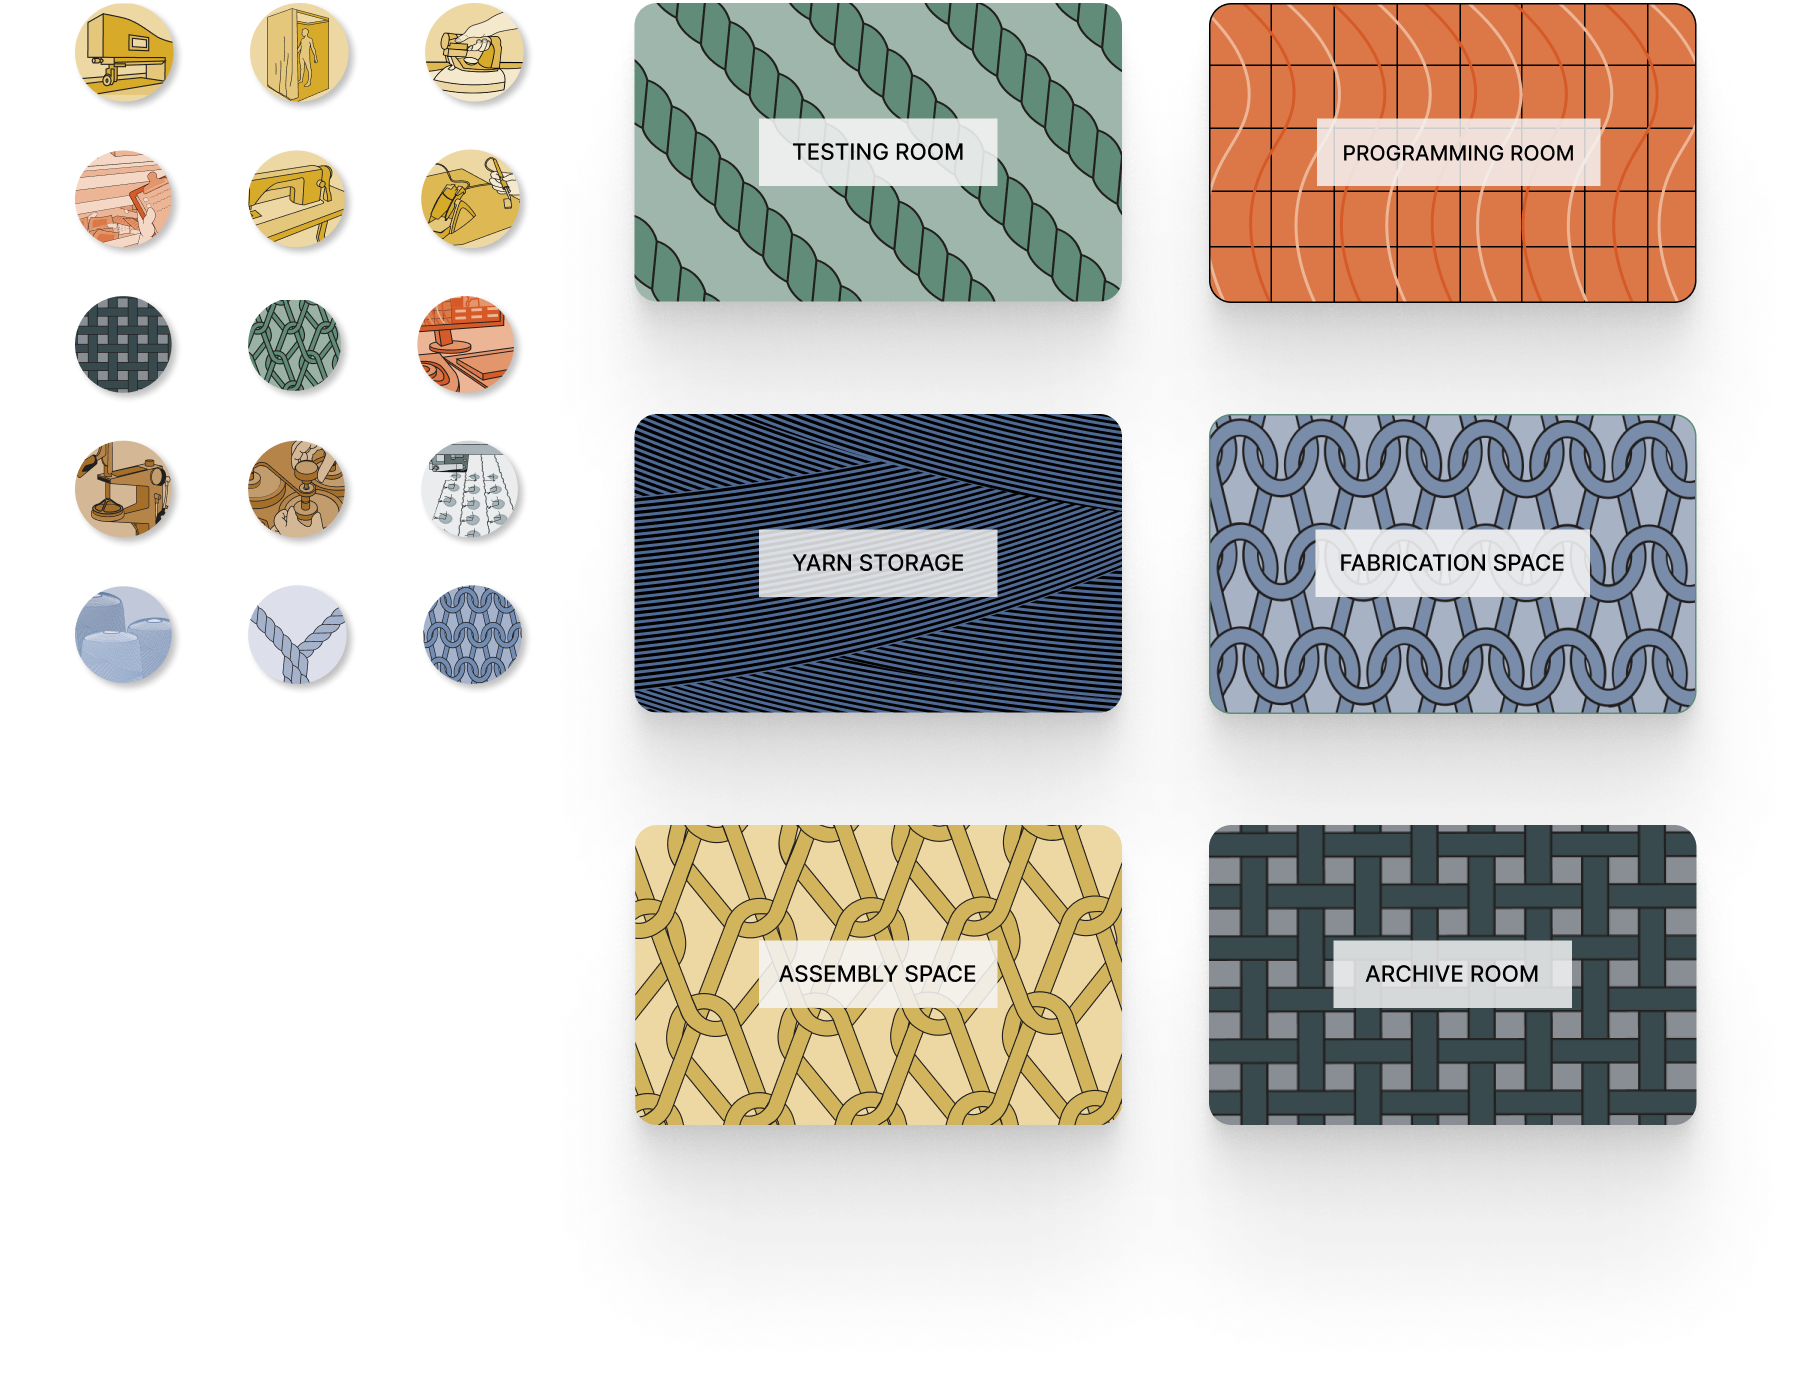 TESTING ROOM
PROGRAMMING ROOM
YARN STORAGE
FABRICATION SPACE
ASSEMBLY SPACE
ARCHIVE ROOM